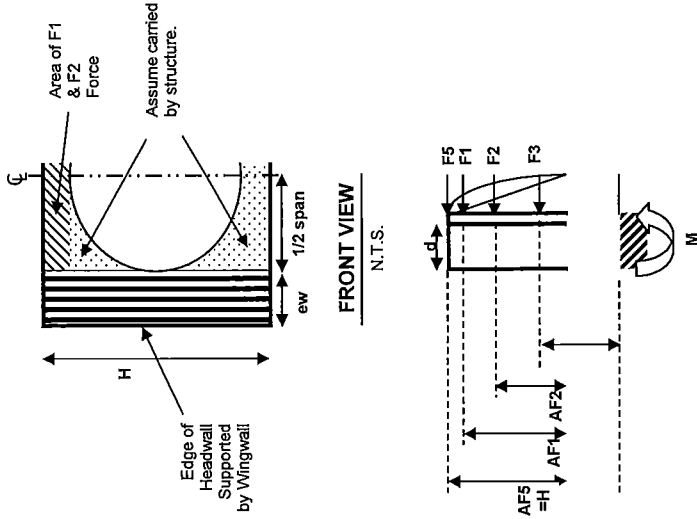 Area of F1
& F2
Force
Assume carried
by structure.
H
Edge of
Headwall
Supported
by Wingwall
ew
1/2 span
FRONT VIEW
N.T.S.
d
F5
F1
F2
F3
AF5
=H
AF1
AF2
M